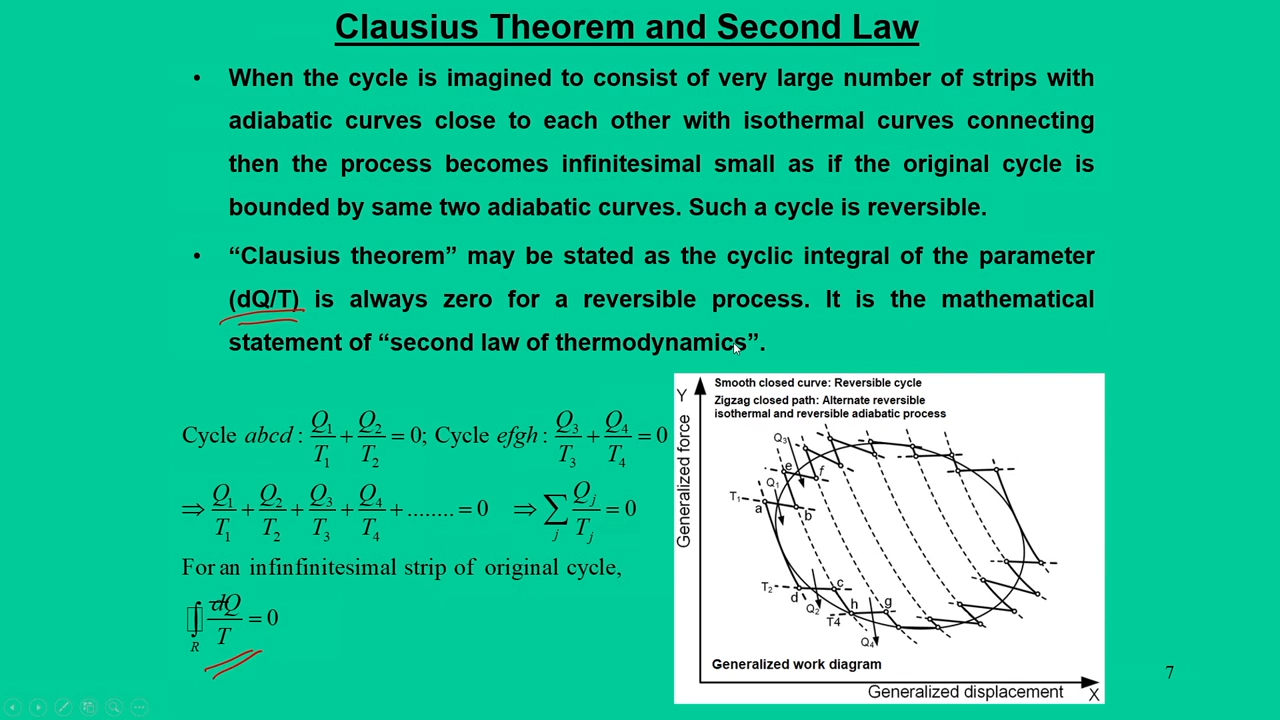 Clausius Theorem and Second Law
• When the cycle is imagined to consist of very large number of strips with
adiabatic curves close to each other with isothermal curves connecting
then the process becomes infinitesimal small as if the original cycle is
bounded by same two adiabatic curves. Such a cycle is reversible.
• “Clausius theorem” may be stated as the cyclic integral of the parameter
(dQ/T) is always zero for a reversible process. It is the mathematical
statement of “second law of thermodynamics”.
Cycle abcd : Q₁/T₁ + Q₂/T₂ = 0; Cycle efgh : Q₃/T₃ + Q₄/T₄ = 0
⇒ Q₁/T₁ + Q₂/T₂ + Q₃/T₃ + Q₄/T₄ + ........ = 0 ⇒ ∑ⱼ Qⱼ/Tⱼ = 0
For an infinfinitesimal strip of original cycle,
∮_R đQ/T = 0
Y
Generalized force
Smooth closed curve: Reversible cycle
Zigzag closed path: Alternate reversible
isothermal and reversible adiabatic process
Q₃
e
f
Q₁
T₁
a
b
T₂
c
d
Q₂
h
g
T4
Q₄
Generalized work diagram
Generalized displacement
X
7